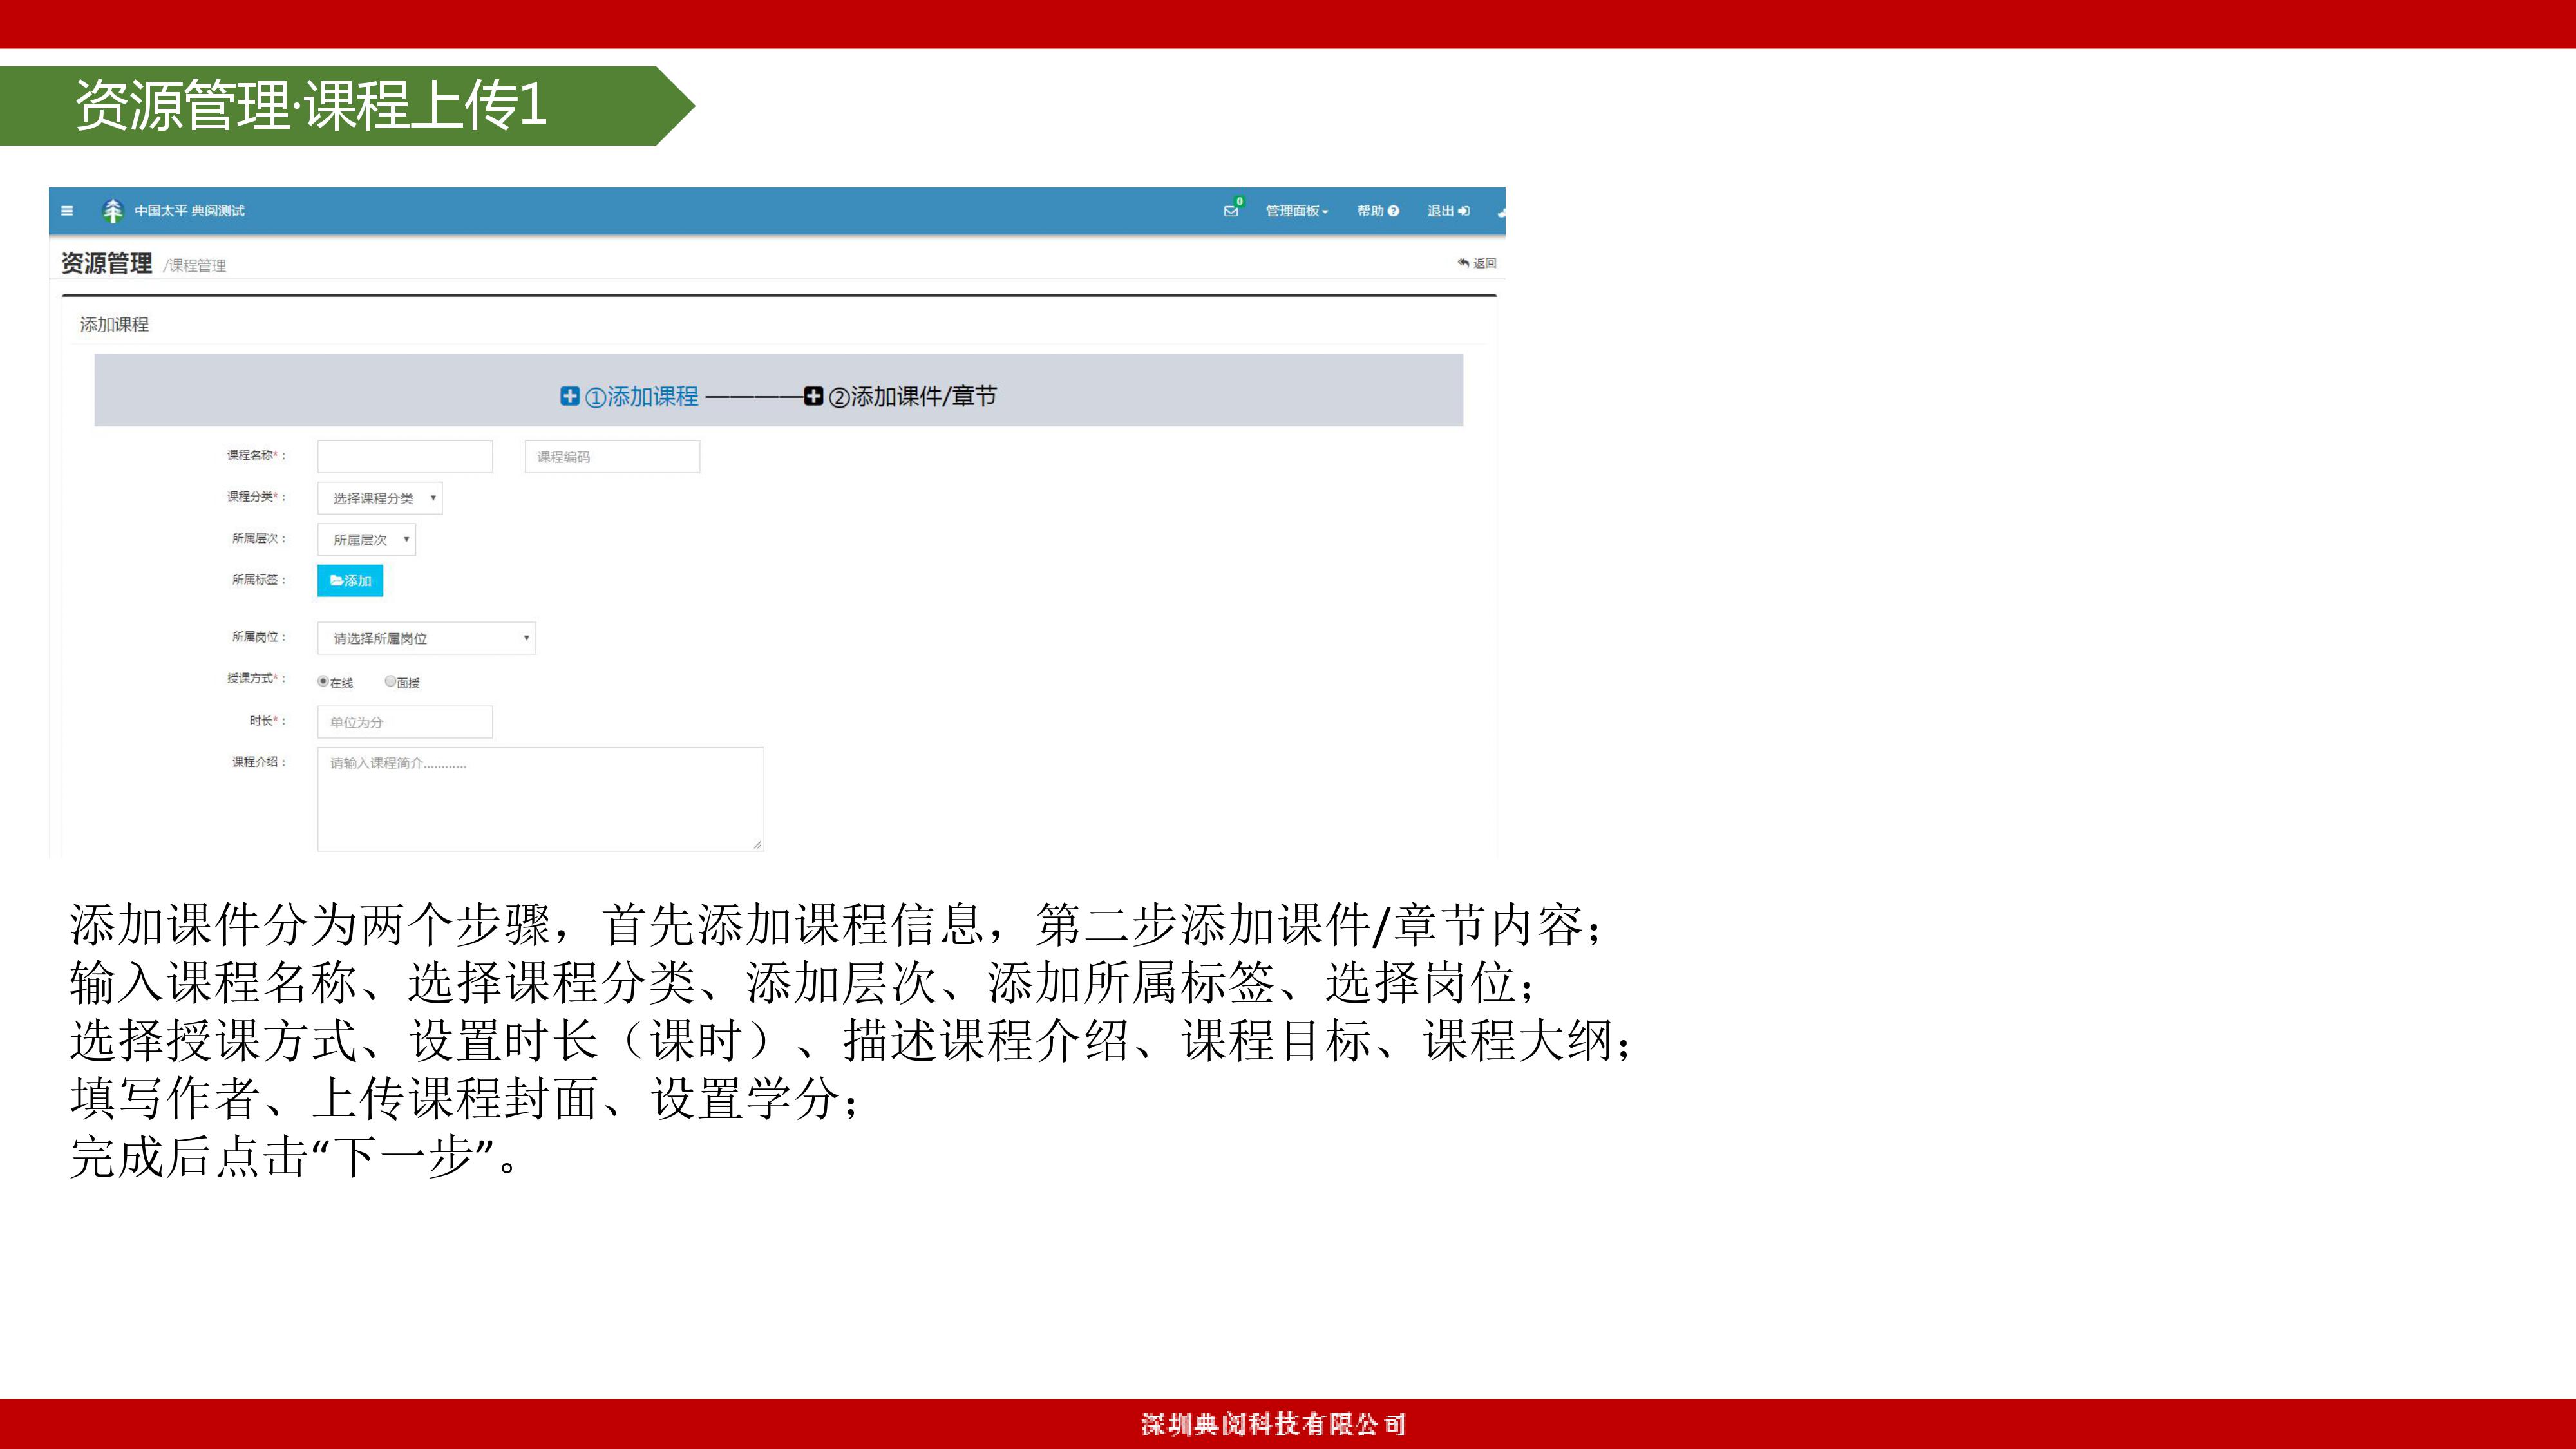 资源管理·课程上传1
中国太平 典阅测试
0 管理面板 帮助 退出
资源管理 /课程管理
返回
添加课程
①添加课程 ————②添加课件/章节
课程名称*： 课程编码
课程分类*： 选择课程分类
所属层次： 所属层次
所属标签： 添加
所属岗位： 请选择所属岗位
授课方式*： 在线 面授
时长*： 单位为分
课程介绍： 请输入课程简介............
添加课件分为两个步骤，首先添加课程信息，第二步添加课件/章节内容；
输入课程名称、选择课程分类、添加层次、添加所属标签、选择岗位；
选择授课方式、设置时长（课时）、描述课程介绍、课程目标、课程大纲；
填写作者、上传课程封面、设置学分；
完成后点击“下一步”。
深圳典阅科技有限公司